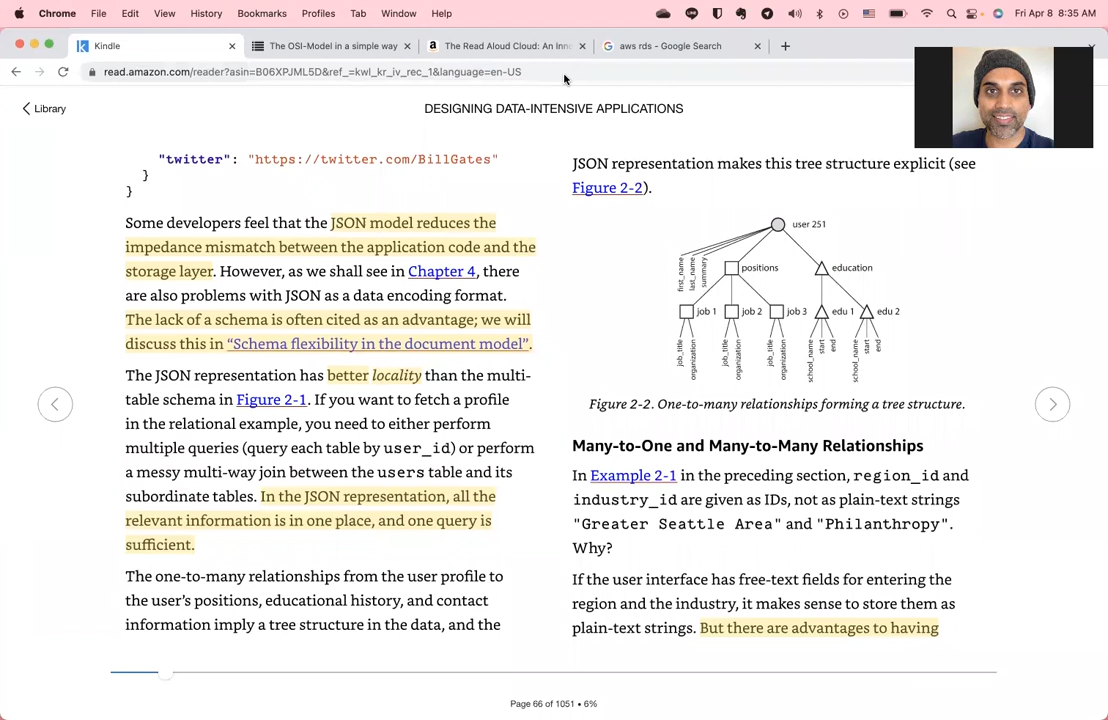 Chrome File Edit View History Bookmarks Profiles Tab Window Help Fri Apr 8 8:35 AM
Kindle The OSI-Model in a simple way The Read Aloud Cloud: An Inno aws rds - Google Search
read.amazon.com/reader?asin=B06XPJML5D&ref_=kwl_kr_iv_rec_1&language=en-US
Library
DESIGNING DATA-INTENSIVE APPLICATIONS
"twitter": "https://twitter.com/BillGates"
}
}
Some developers feel that the JSON model reduces the
impedance mismatch between the application code and the
storage layer. However, as we shall see in Chapter 4, there
are also problems with JSON as a data encoding format.
The lack of a schema is often cited as an advantage; we will
discuss this in “Schema flexibility in the document model”.
The JSON representation has better locality than the multi-
table schema in Figure 2-1. If you want to fetch a profile
in the relational example, you need to either perform
multiple queries (query each table by user_id) or perform
a messy multi-way join between the users table and its
subordinate tables. In the JSON representation, all the
relevant information is in one place, and one query is
sufficient.
The one-to-many relationships from the user profile to
the user’s positions, educational history, and contact
information imply a tree structure in the data, and the
JSON representation makes this tree structure explicit (see
Figure 2-2).
user 251
first_name
last_name
summary
positions
education
job 1
job 2
job 3
edu 1
edu 2
job_title
organization
job_title
organization
job_title
organization
school_name
start
end
school_name
start
end
Figure 2-2. One-to-many relationships forming a tree structure.
Many-to-One and Many-to-Many Relationships
In Example 2-1 in the preceding section, region_id and
industry_id are given as IDs, not as plain-text strings
"Greater Seattle Area" and "Philanthropy".
Why?
If the user interface has free-text fields for entering the
region and the industry, it makes sense to store them as
plain-text strings. But there are advantages to having
Page 66 of 1051 • 6%